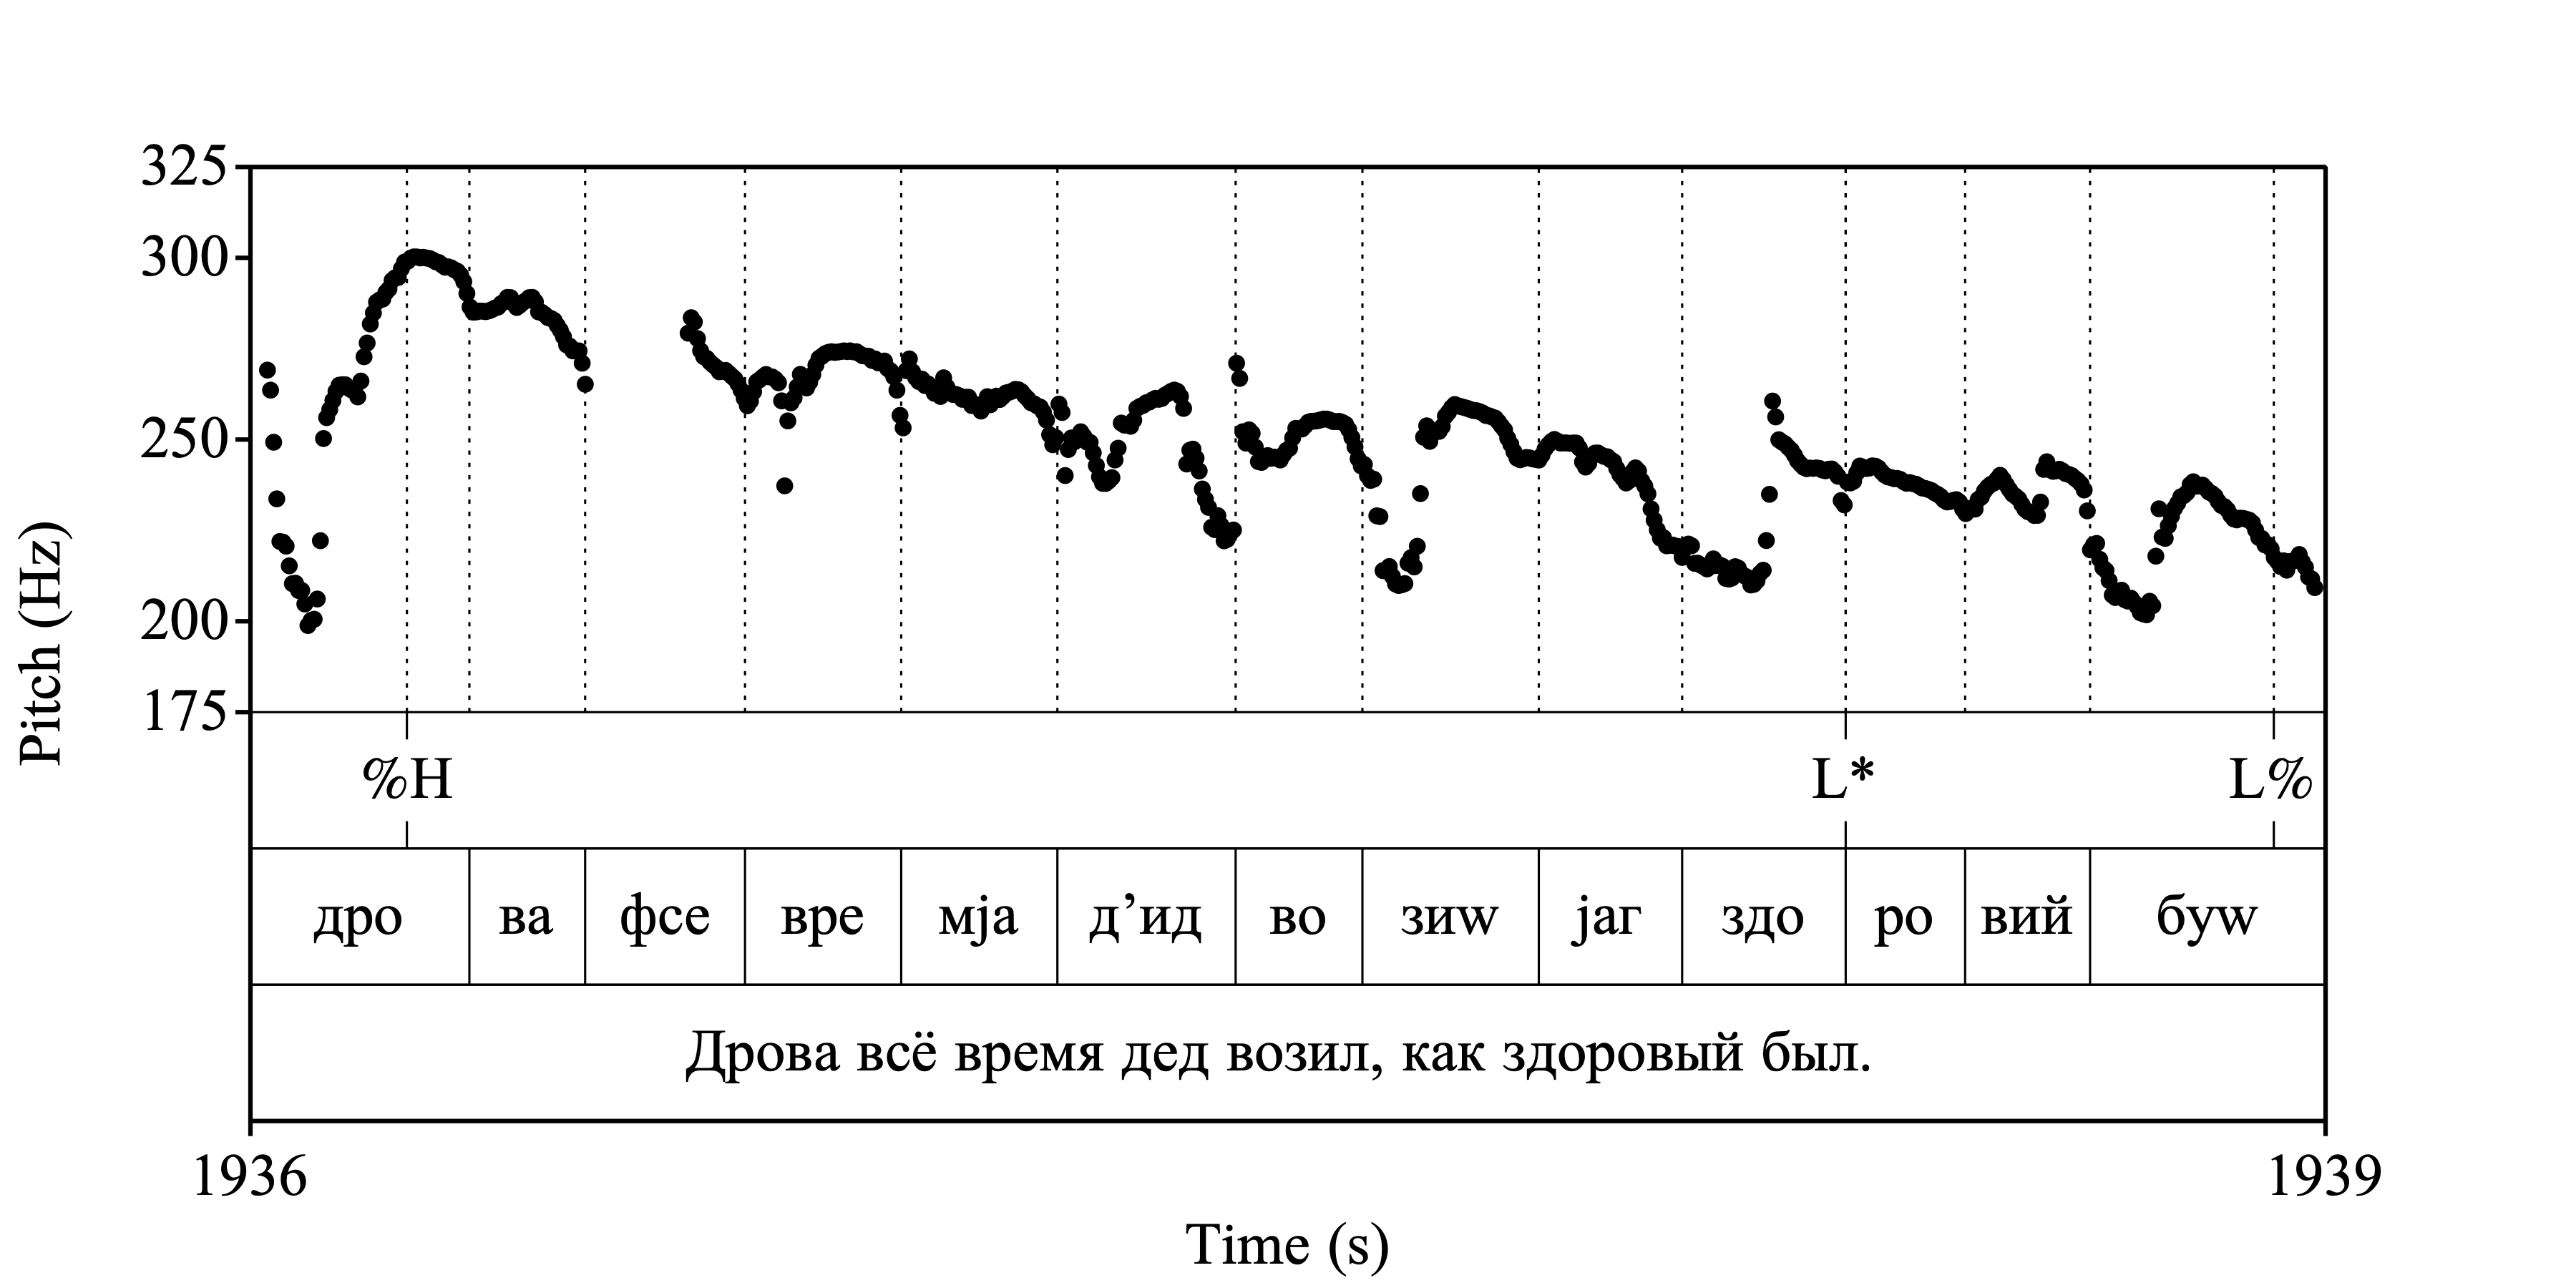 325
300
250
200
175
Pitch (Hz)
%H L* L%
дро ва фсе вре мја д’ид во зиw јаг здо ро вий буw
Дрова всё время дед возил, как здоровый был.
1936 1939
Time (s)